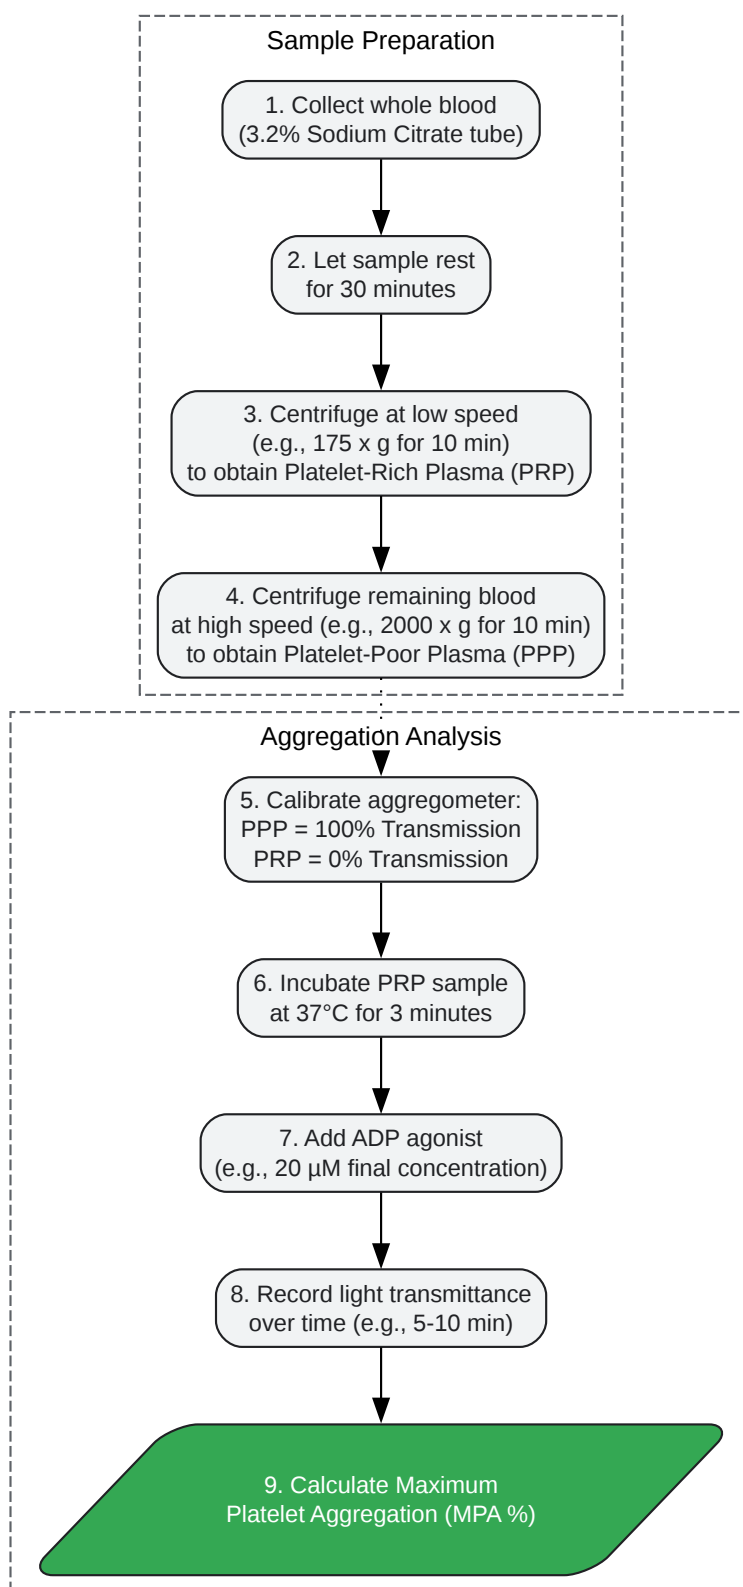 Sample Preparation
1. Collect whole blood
(3.2% Sodium Citrate tube)
2. Let sample rest
for 30 minutes
3. Centrifuge at low speed
(e.g., 175 x g for 10 min)
to obtain Platelet-Rich Plasma (PRP)
4. Centrifuge remaining blood
at high speed (e.g., 2000 x g for 10 min)
to obtain Platelet-Poor Plasma (PPP)
Aggregation Analysis
5. Calibrate aggregometer:
PPP = 100% Transmission
PRP = 0% Transmission
6. Incubate PRP sample
at 37°C for 3 minutes
7. Add ADP agonist
(e.g., 20 µM final concentration)
8. Record light transmittance
over time (e.g., 5-10 min)
9. Calculate Maximum
Platelet Aggregation (MPA %)